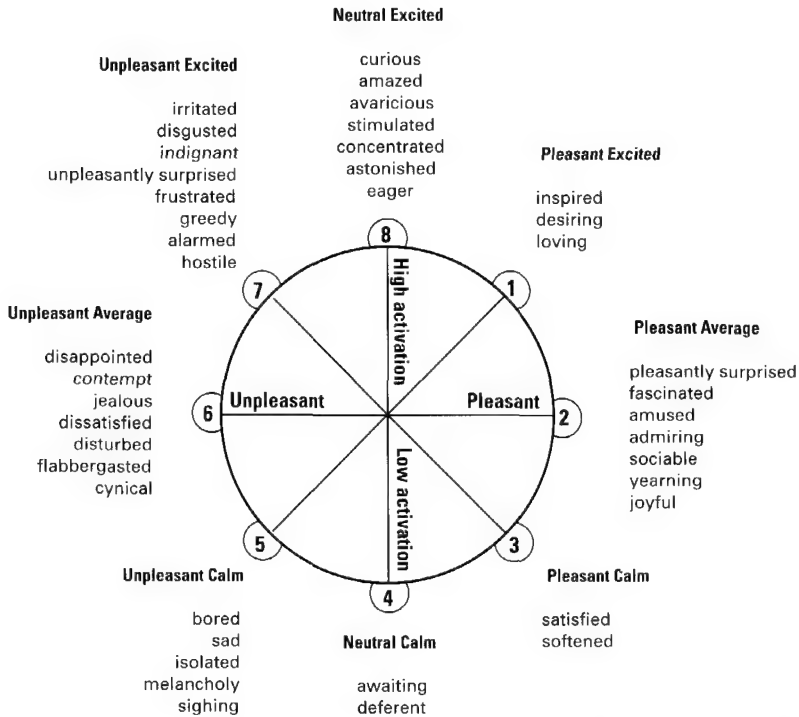 Neutral Excited
curious
amazed
avaricious
stimulated
concentrated
astonished
eager
Unpleasant Excited
irritated
disgusted
indignant
unpleasantly surprised
frustrated
greedy
alarmed
hostile
Pleasant Excited
inspired
desiring
loving
8
7
1
High activation
Unpleasant Average
disappointed
contempt
jealous
dissatisfied
disturbed
flabbergasted
cynical
6
Unpleasant
Pleasant
2
Pleasant Average
pleasantly surprised
fascinated
amused
admiring
sociable
yearning
joyful
Low activation
5
3
4
Unpleasant Calm
bored
sad
isolated
melancholy
sighing
Neutral Calm
awaiting
deferent
Pleasant Calm
satisfied
softened